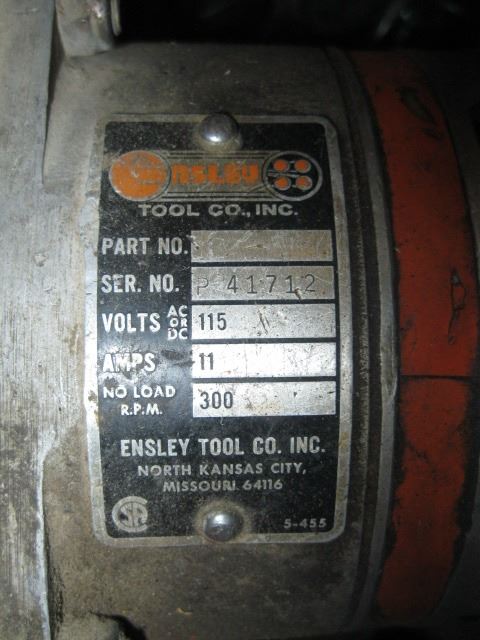 ENSLEY
TOOL CO., INC.
PART NO.
SER. NO. P 41712
VOLTS AC OR DC 115
AMPS 11
NO LOAD R.P.M. 300
ENSLEY TOOL CO. INC.
NORTH KANSAS CITY,
MISSOURI 64116
SA
5-455